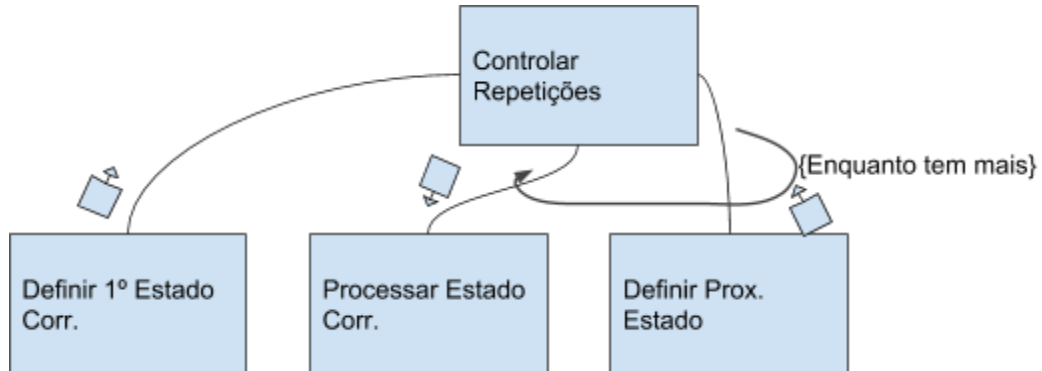 Controlar
Repetições
{Enquanto tem mais}
Definir 1º Estado
Corr.
Processar Estado
Corr.
Definir Prox.
Estado